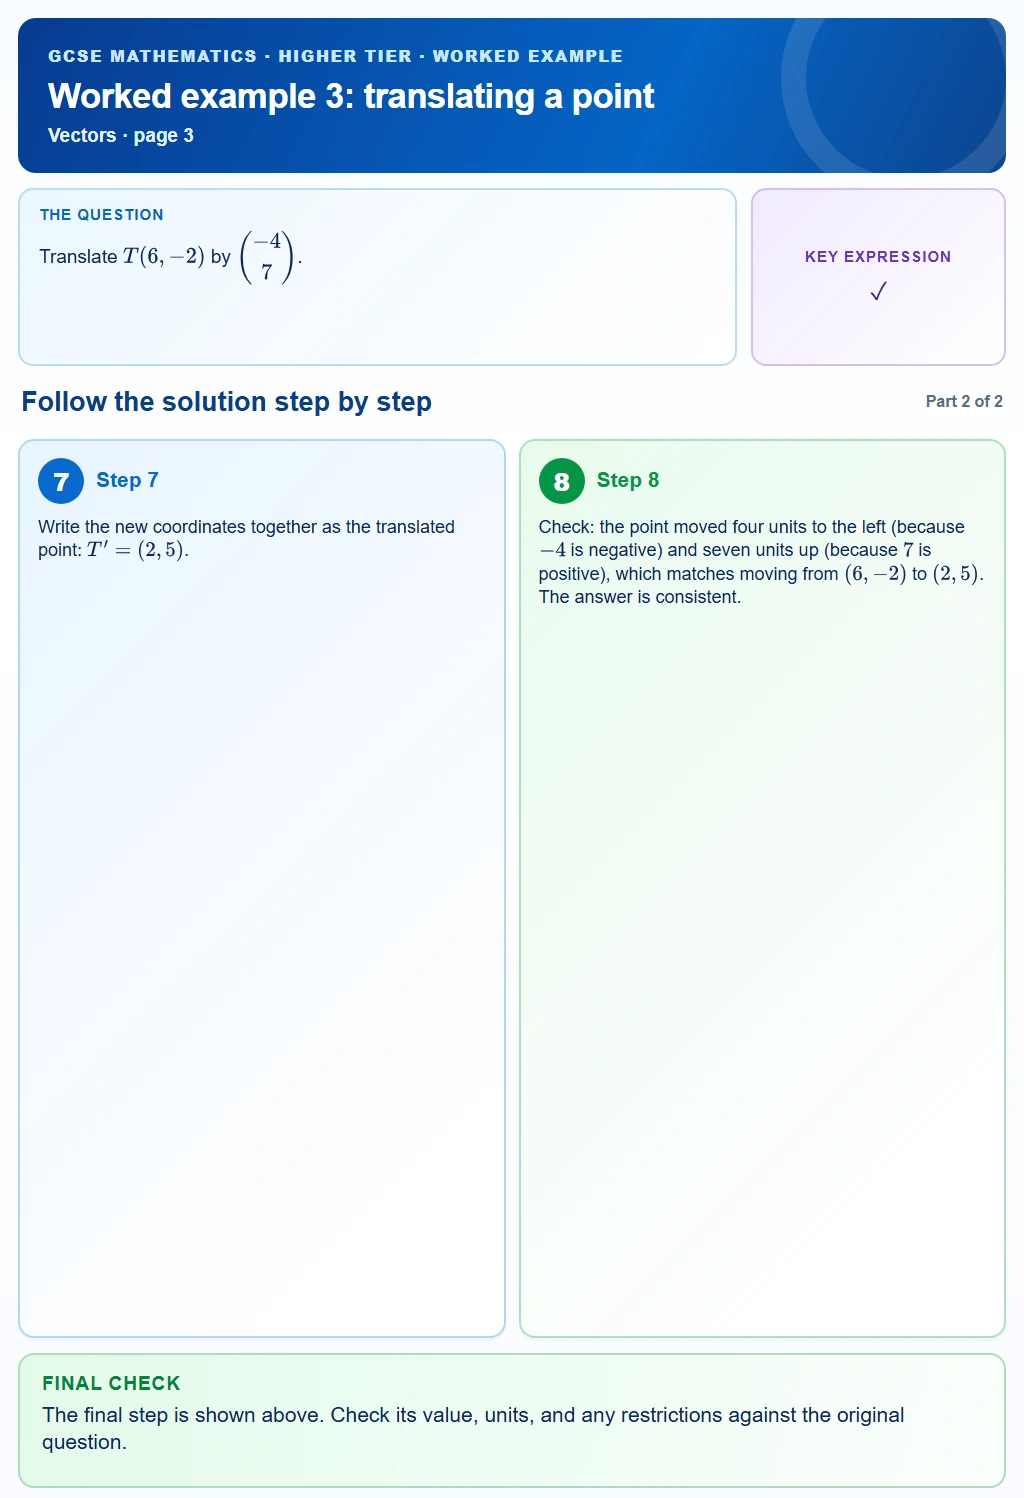 GCSE MATHEMATICS · HIGHER TIER · WORKED EXAMPLE
Worked example 3: translating a point
Vectors · page 3
THE QUESTION
Translate T(6, −2) by (−4 7).
KEY EXPRESSION
✓
Follow the solution step by step
Part 2 of 2
7 Step 7
Write the new coordinates together as the translated
point: T′ = (2, 5).
8 Step 8
Check: the point moved four units to the left (because
−4 is negative) and seven units up (because 7 is
positive), which matches moving from (6, −2) to (2, 5).
The answer is consistent.
FINAL CHECK
The final step is shown above. Check its value, units, and any restrictions against the original
question.